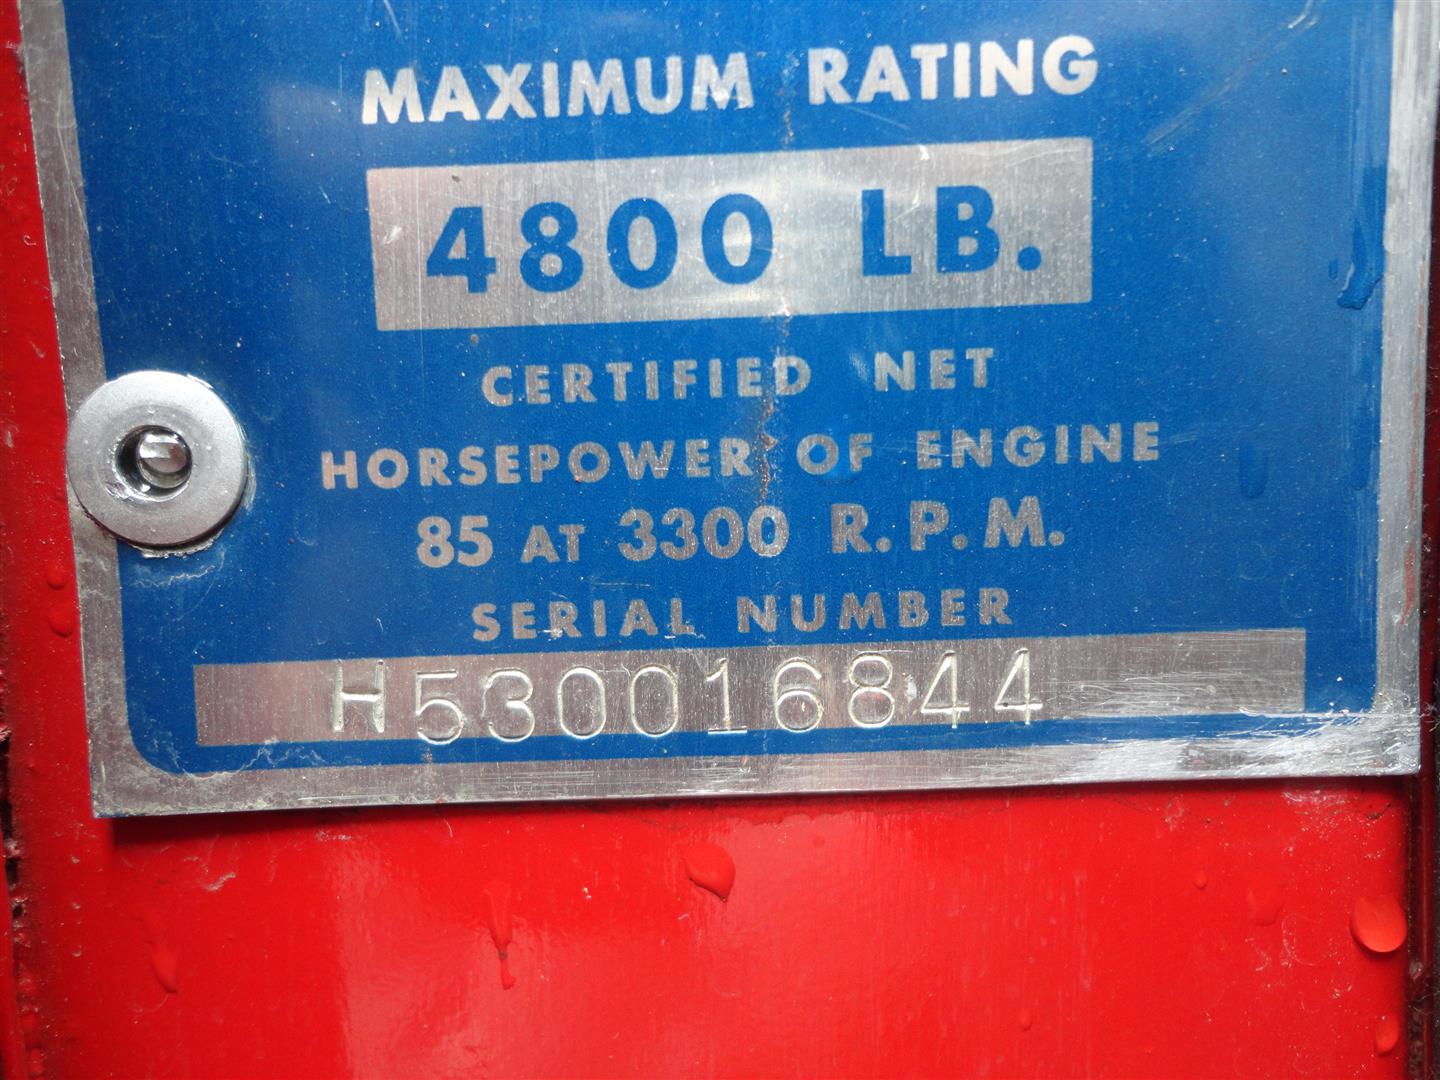 MAXIMUM RATING
4800 LB.
CERTIFIED NET
HORSEPOWER OF ENGINE
85 AT 3300 R.P.M.
SERIAL NUMBER
H530016844